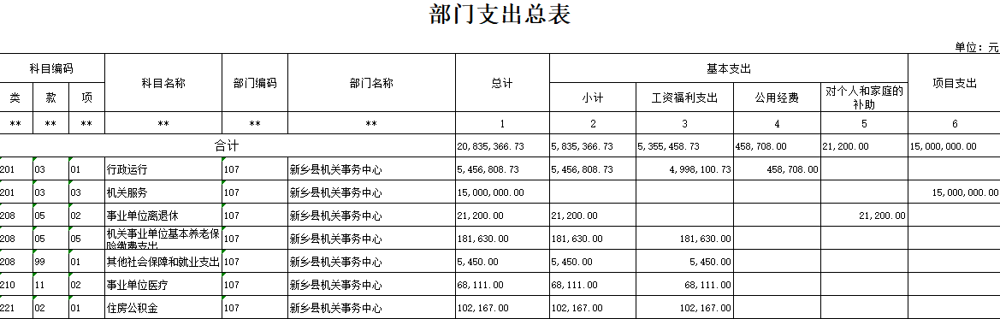 部门支出总表
单位：元
科目编码 科目名称 部门编码 部门名称 总计 基本支出 项目支出
类 款 项 小计 工资福利支出 公用经费 对个人和家庭的
补助
** ** ** ** ** ** 1 2 3 4 5 6
合计 20,835,366.73 5,835,366.73 5,355,458.73 458,708.00 21,200.00 15,000,000.00
201 03 01 行政运行 107 新乡县机关事务中心 5,456,808.73 5,456,808.73 4,998,100.73 458,708.00
201 03 03 机关服务 107 新乡县机关事务中心 15,000,000.00 15,000,000.00
208 05 02 事业单位离退休 107 新乡县机关事务中心 21,200.00 21,200.00 21,200.00
208 05 05 机关事业单位基本养老保
险缴费支出 107 新乡县机关事务中心 181,630.00 181,630.00 181,630.00
208 99 01 其他社会保障和就业支出 107 新乡县机关事务中心 5,450.00 5,450.00 5,450.00
210 11 02 事业单位医疗 107 新乡县机关事务中心 68,111.00 68,111.00 68,111.00
221 02 01 住房公积金 107 新乡县机关事务中心 102,167.00 102,167.00 102,167.00